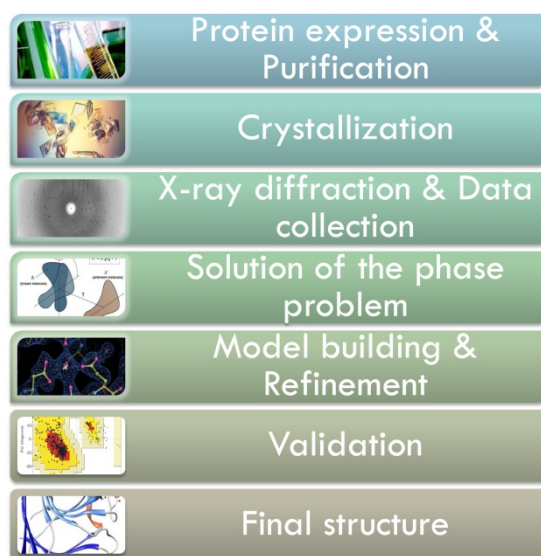 Protein expression &
Purification
Crystallization
X-ray diffraction & Data
collection
Solution of the phase
problem
Model building &
Refinement
Validation
Final structure